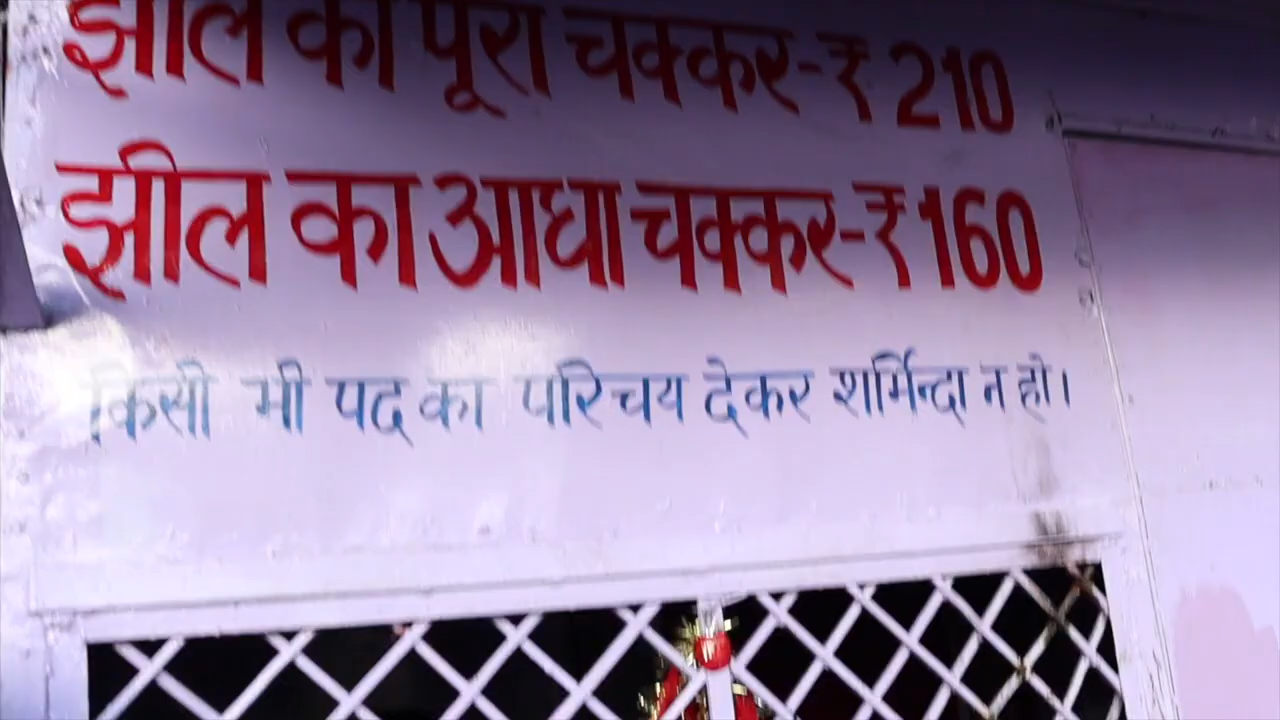 झील का पूरा चक्कर-₹ 210
झील का आधा चक्कर-₹ 160
किसी भी पद का परिचय देकर शर्मिन्दा न हो।